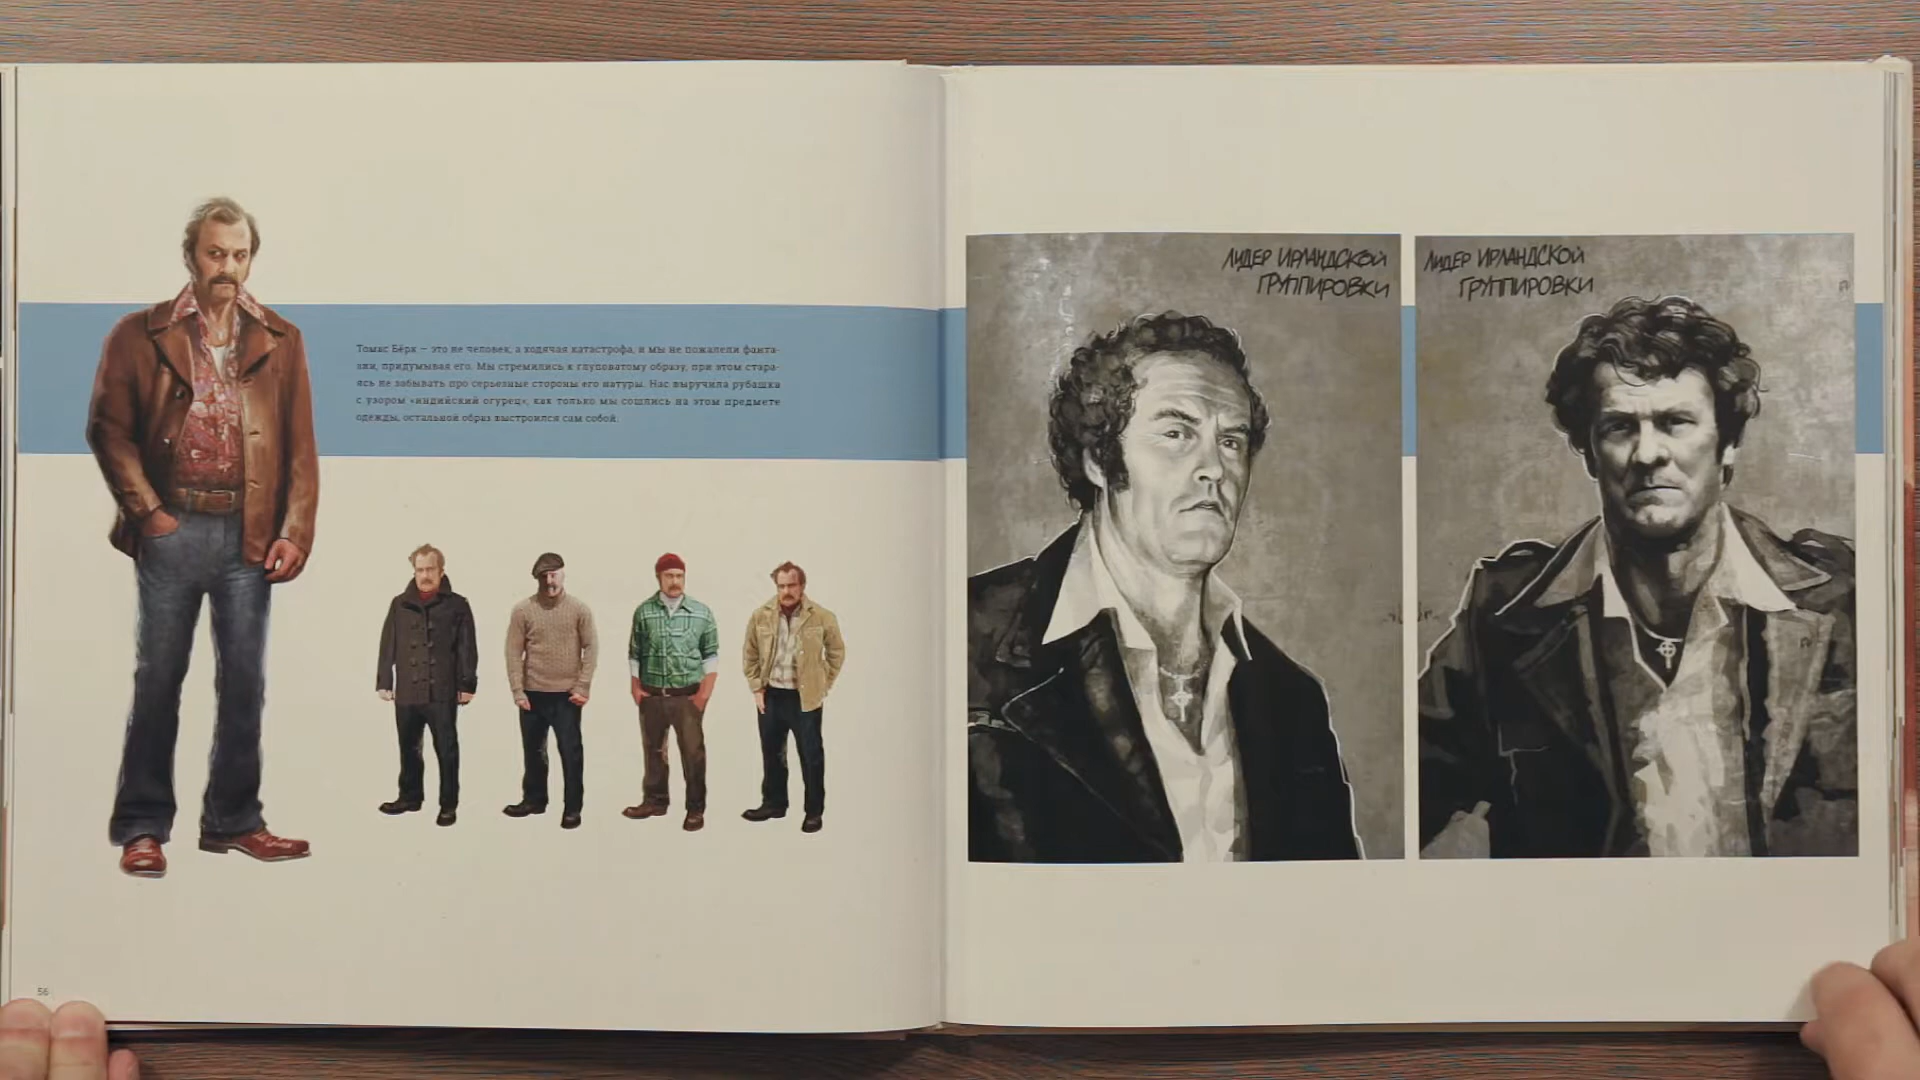 Томас Бёрк — это не человек, а ходячая катастрофа, и мы не пожалели фанта-
зии, придумывая его. Мы стремились к глуповатому образу, при этом стара-
ясь не забывать про серьезные стороны его натуры. Нас выручила рубашка
с узором «индийский огурец», как только мы сошлись на этом предмете
одежды, остальной образ выстроился сам собой.
56
ЛИДЕР ИРЛАНДСКОЙ
ГРУППИРОВКИ
ЛИДЕР ИРЛАНДСКОЙ
ГРУППИРОВКИ